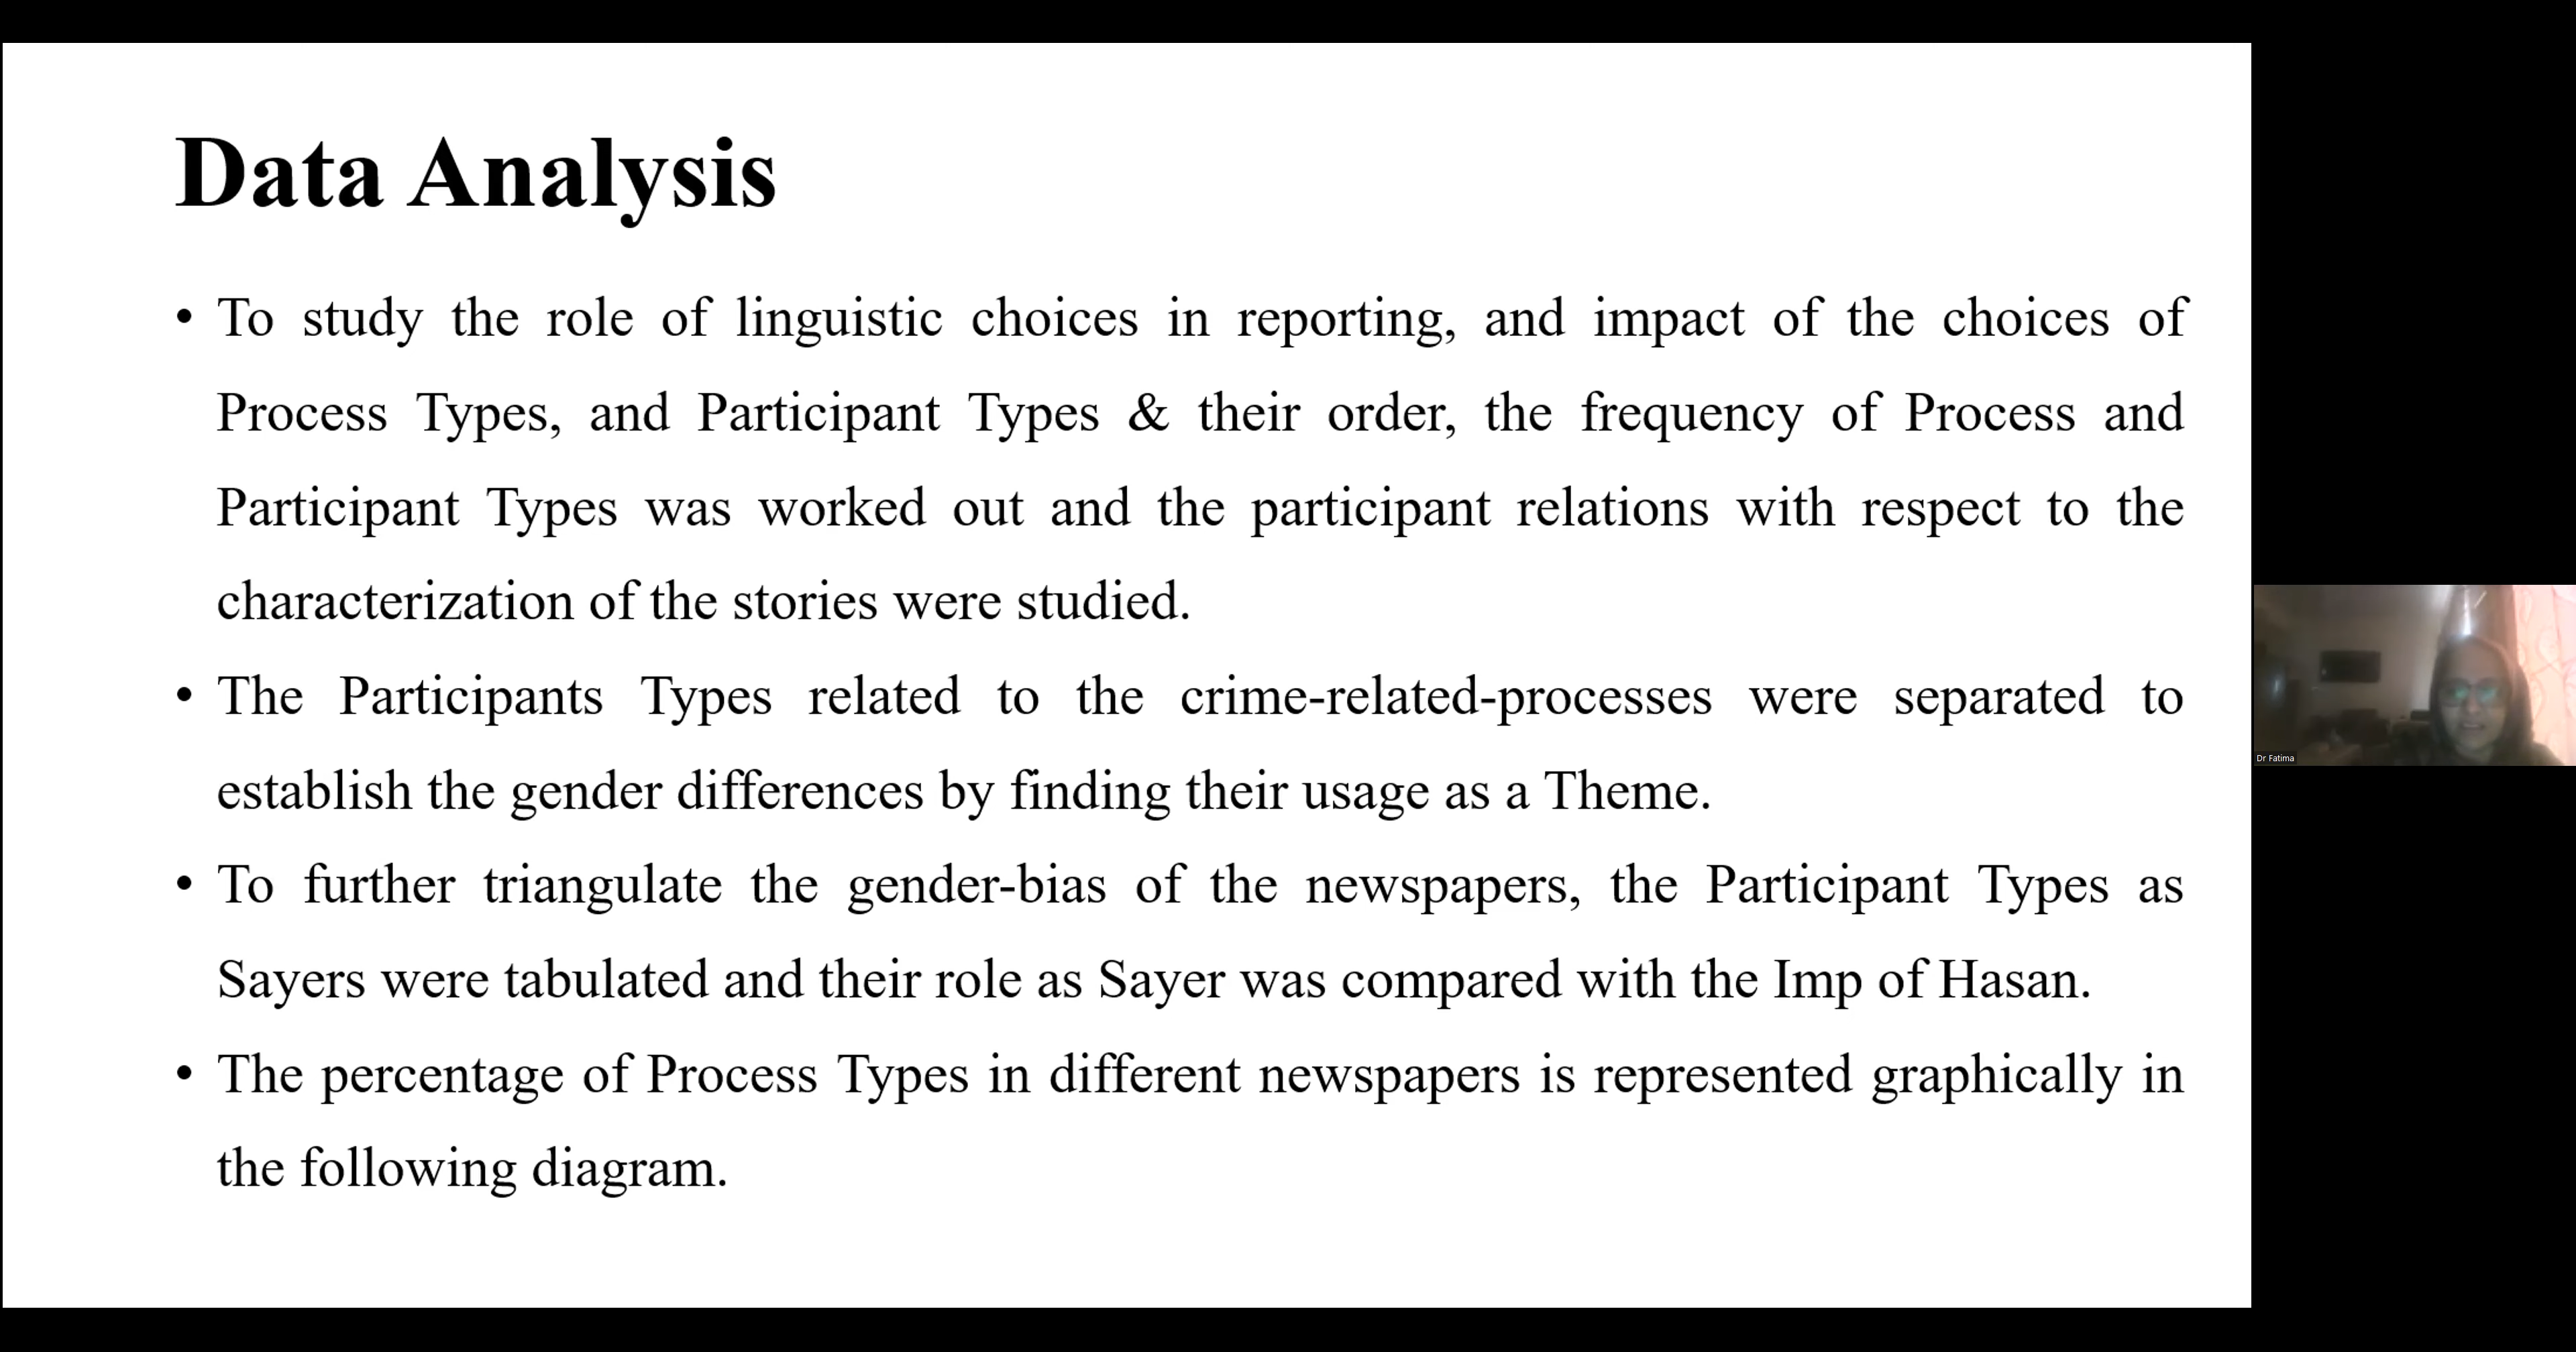 Data Analysis
• To study the role of linguistic choices in reporting, and impact of the choices of
Process Types, and Participant Types & their order, the frequency of Process and
Participant Types was worked out and the participant relations with respect to the
characterization of the stories were studied.
• The Participants Types related to the crime-related-processes were separated to
establish the gender differences by finding their usage as a Theme.
• To further triangulate the gender-bias of the newspapers, the Participant Types as
Sayers were tabulated and their role as Sayer was compared with the Imp of Hasan.
• The percentage of Process Types in different newspapers is represented graphically in
the following diagram.
Dr Fatima